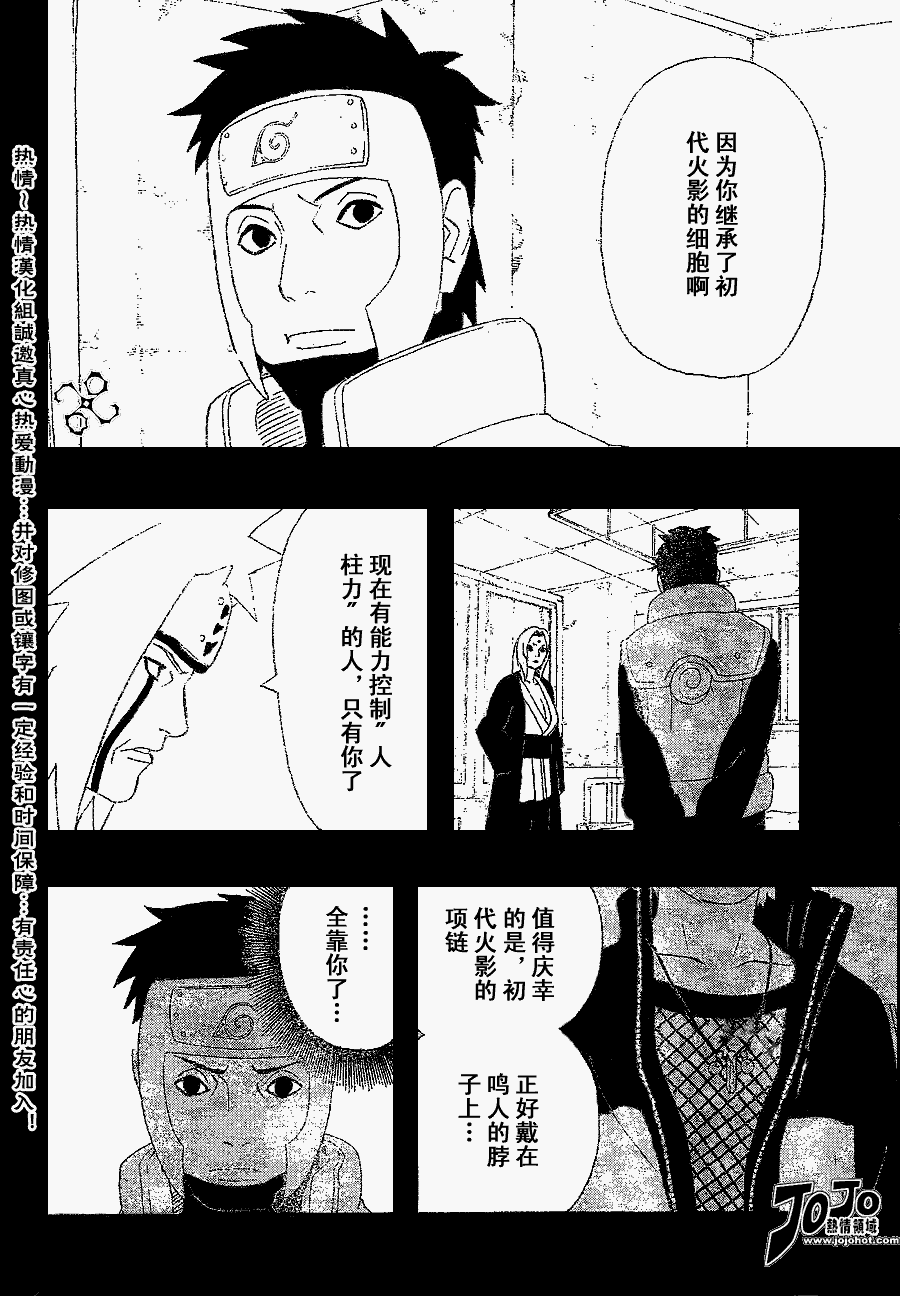 因为你继承了初
代火影的细胞啊
现在有能力控制”人
柱力”的人，只有你了
值得庆幸
的是，初
代火影的
项链
正好戴在
鸣人的脖
子上…
……
全靠你了…
热情～热情漢化組誠邀真心热爱動漫…并对修图或镶字有一定经验和时间保障…有责任心的朋友加入！
JOJO
熱情領域
www.jojohot.com